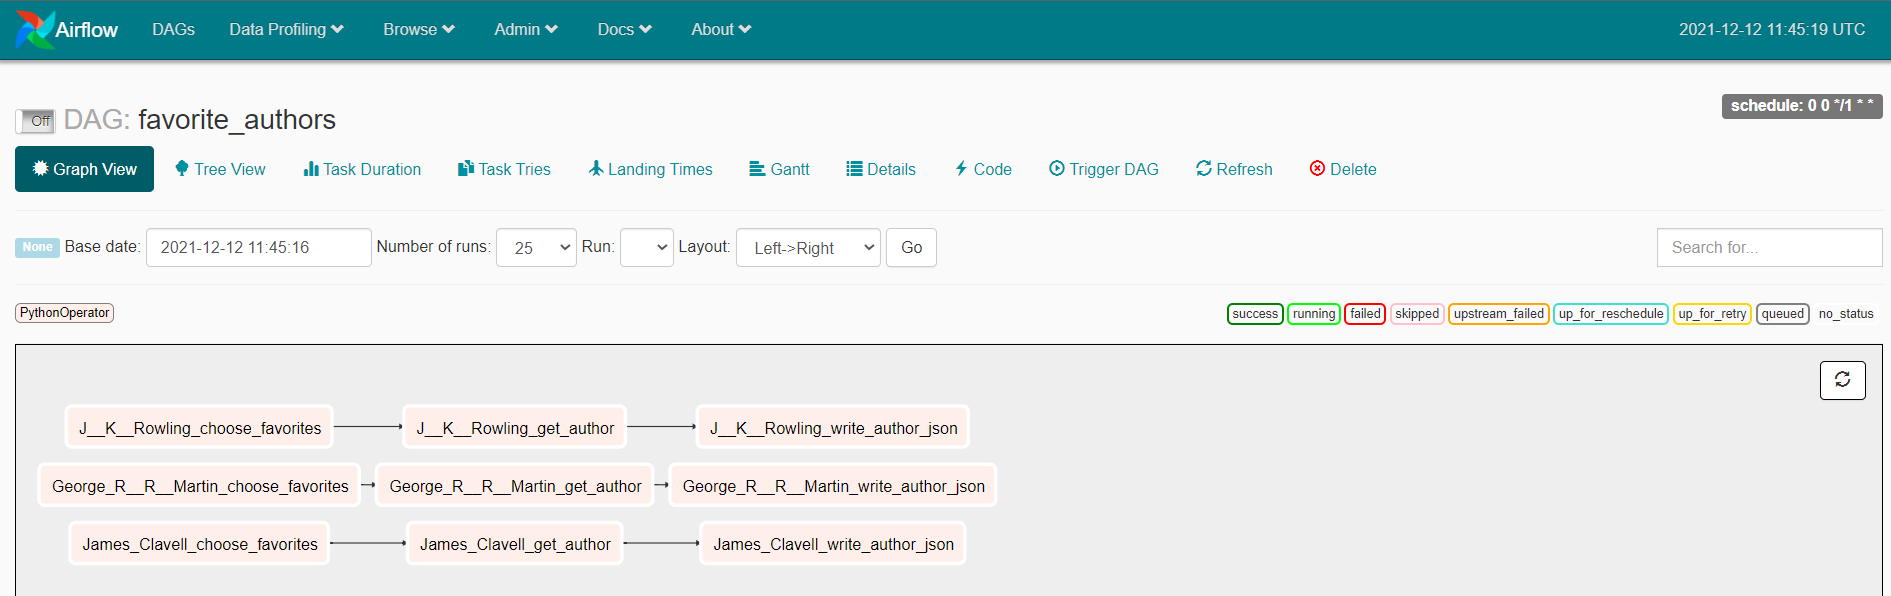 Airflow DAGs Data Profiling Browse Admin Docs About 2021-12-12 11:45:19 UTC
schedule: 0 0 */1 * *
Off DAG: favorite_authors
Graph View Tree View Task Duration Task Tries Landing Times Gantt Details Code Trigger DAG Refresh Delete
None Base date: 2021-12-12 11:45:16 Number of runs: 25 Run: Layout: Left->Right Go Search for...
PythonOperator success running failed skipped upstream_failed up_for_reschedule up_for_retry queued no_status
J__K__Rowling_choose_favorites J__K__Rowling_get_author J__K__Rowling_write_author_json
George_R__R__Martin_choose_favorites George_R__R__Martin_get_author George_R__R__Martin_write_author_json
James_Clavell_choose_favorites James_Clavell_get_author James_Clavell_write_author_json